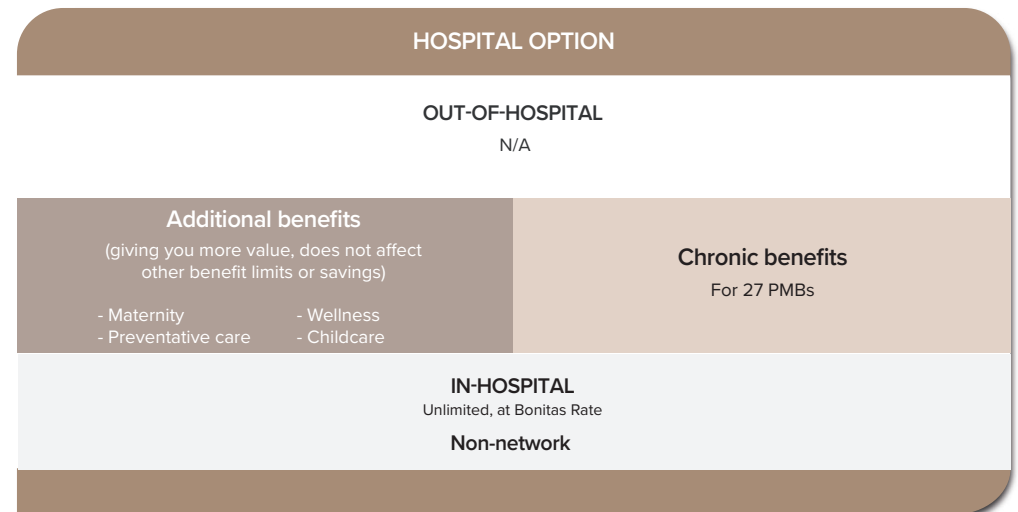 HOSPITAL OPTION
OUT-OF-HOSPITAL
N/A
Additional benefits
(giving you more value, does not affect
other benefit limits or savings)
- Maternity
- Preventative care
- Wellness
- Childcare
Chronic benefits
For 27 PMBs
IN-HOSPITAL
Unlimited, at Bonitas Rate
Non-network